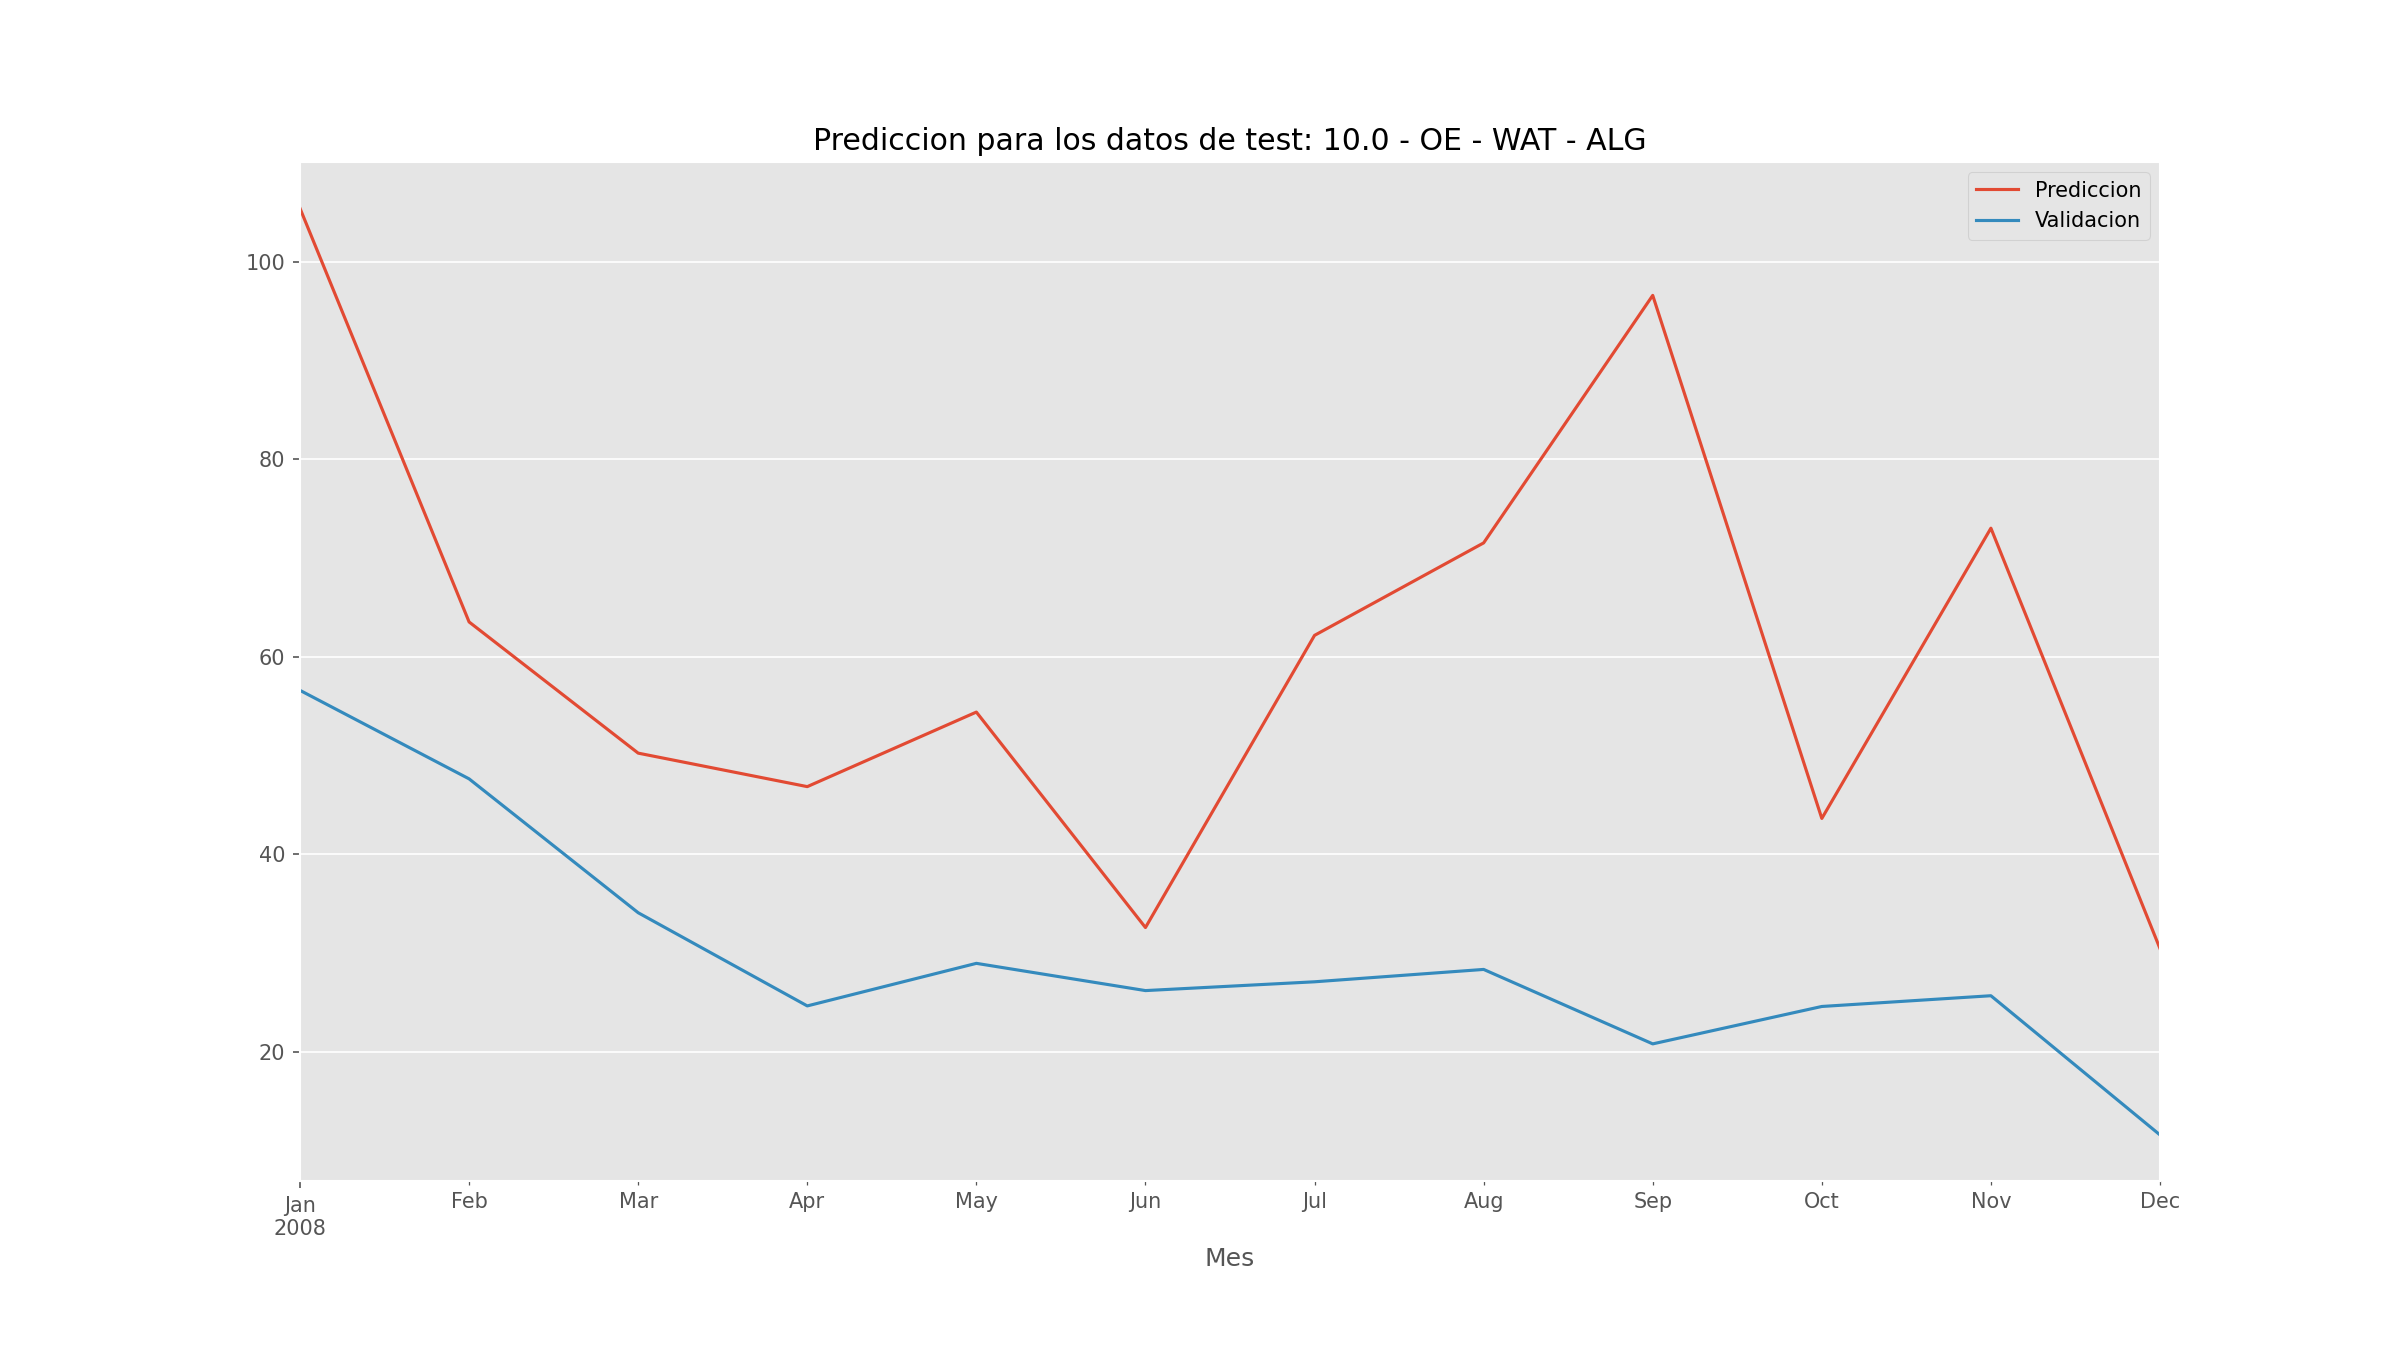 Prediccion para los datos de test: 10.0 - OE - WAT - ALG
Prediccion
Validacion
100
80
60
40
20
Jan Feb Mar Apr May Jun Jul Aug Sep Oct Nov Dec
2008
Mes